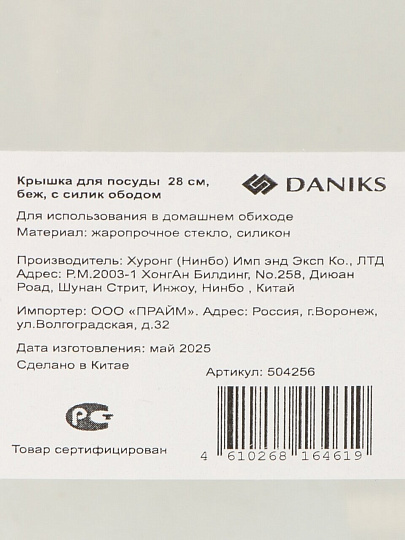 Крышка для посуды 28 см,
беж, с силик ободом
DANIKS
Для использования в домашнем обиходе
Материал: жаропрочное стекло, силикон
Производитель: Хуронг (Нинбо) Имп энд Эксп Ко., ЛТД
Адрес: Р.М.2003-1 ХонгАн Билдинг, No.258, Диюан
Роад, Шунан Стрит, Инжоу, Нинбо , Китай
Импортер: ООО «ПРАЙМ». Адрес: Россия, г.Воронеж,
ул.Волгоградская, д.32
Дата изготовления: май 2025
Сделано в Китае
Артикул: 504256
РС
Товар сертифицирован
4 610268 164619